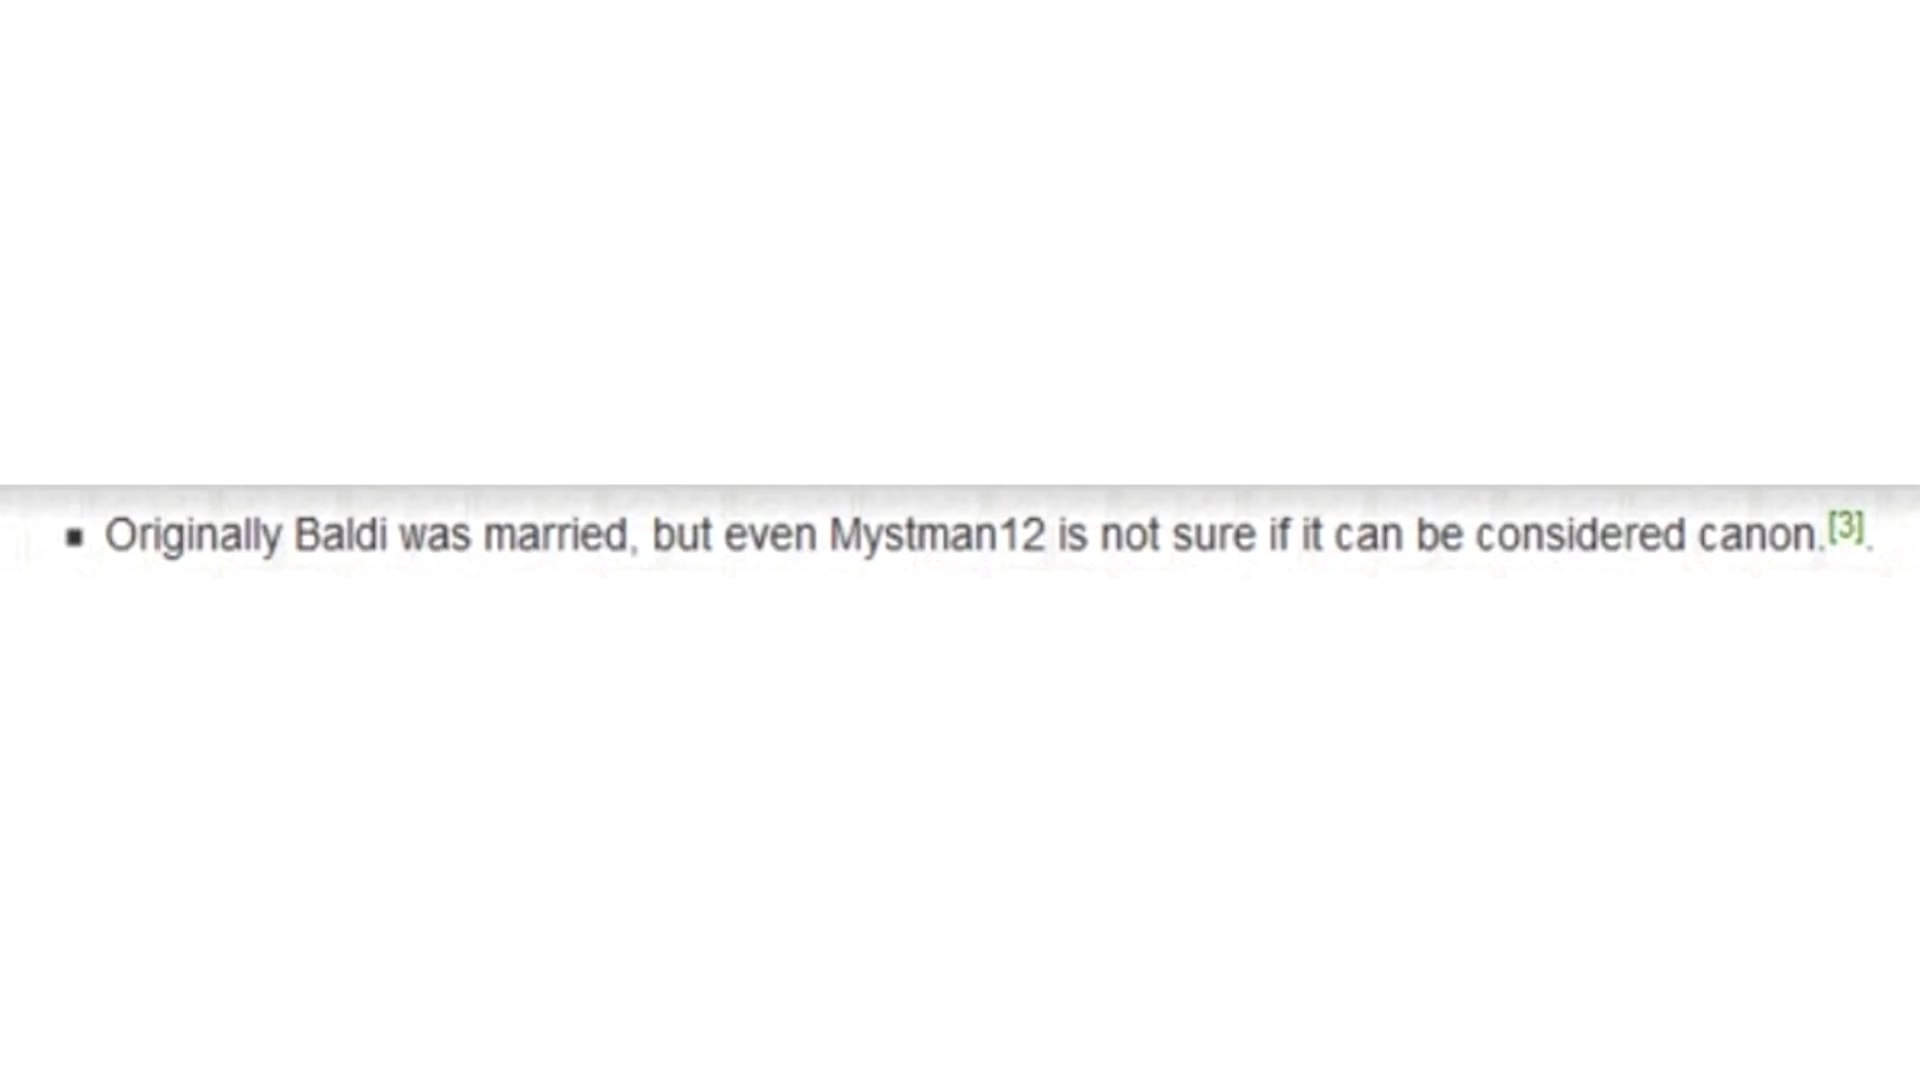 ▪ Originally Baldi was married, but even Mystman12 is not sure if it can be considered canon.[3].